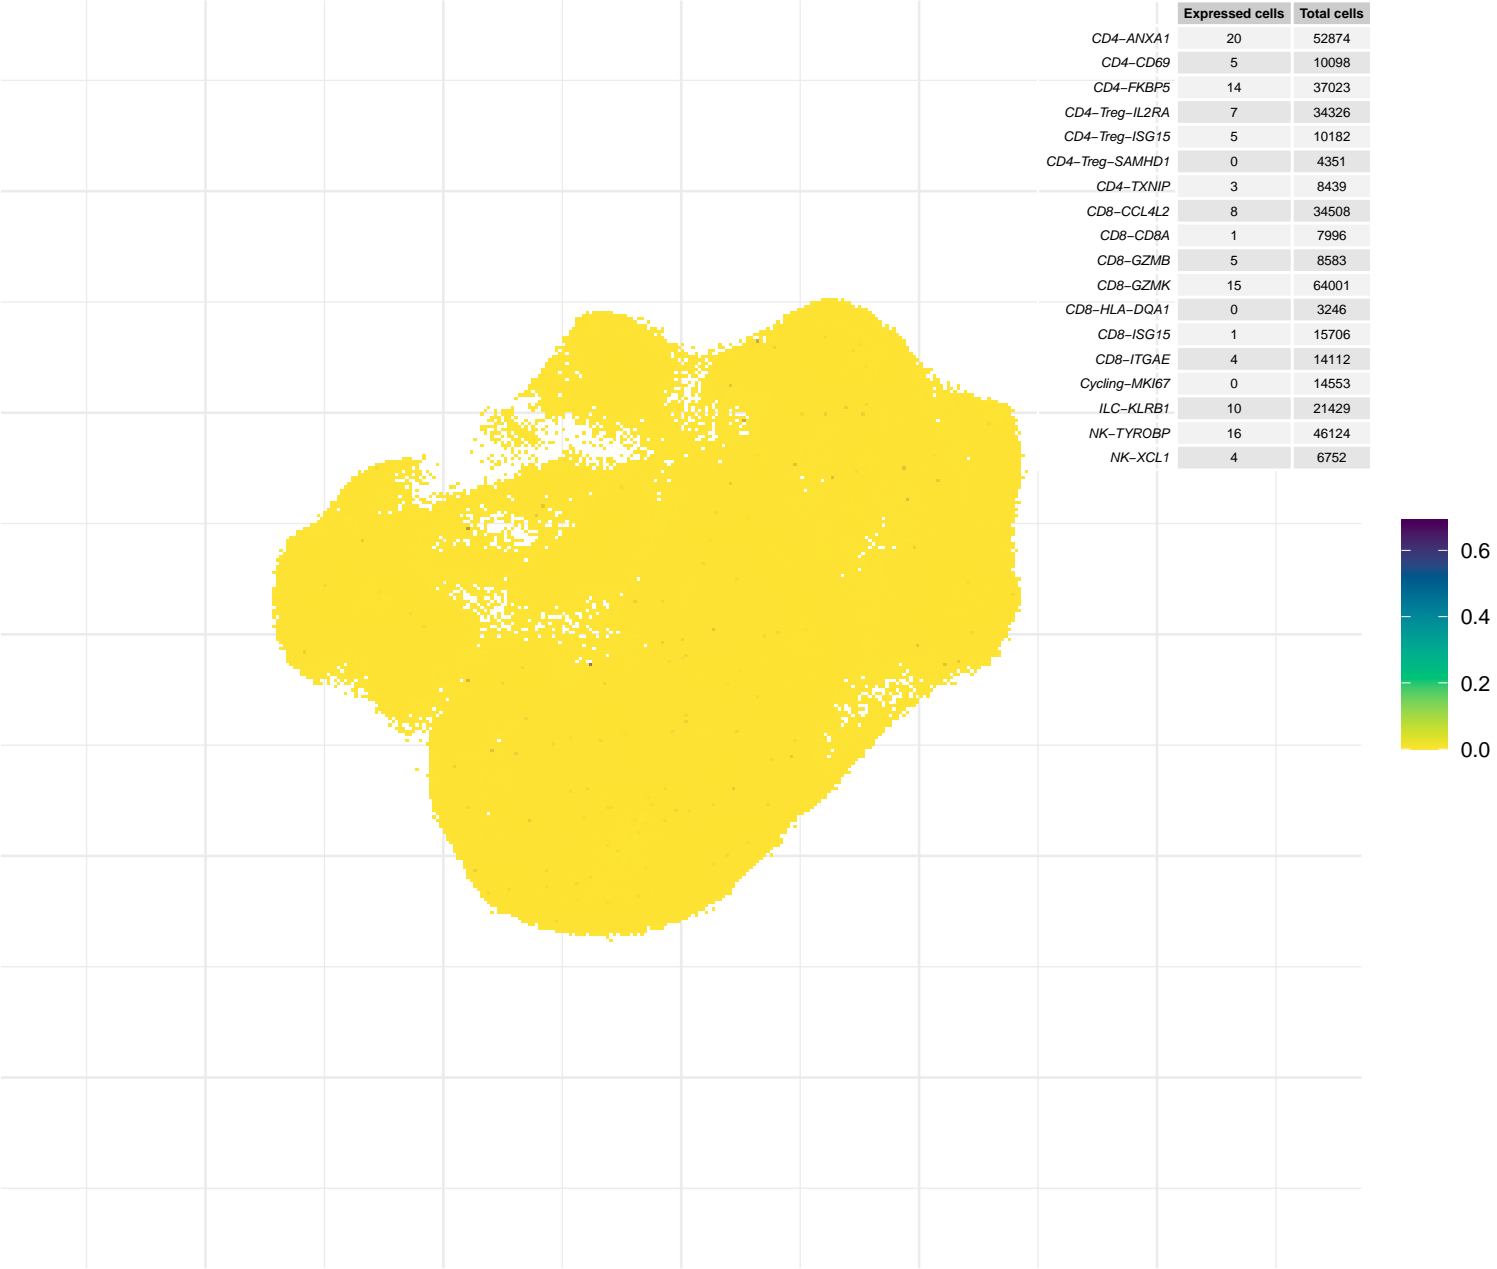 Expressed cells Total cells
CD4−ANXA1 20 52874
CD4−CD69 5 10098
CD4−FKBP5 14 37023
CD4−Treg−IL2RA 7 34326
CD4−Treg−ISG15 5 10182
CD4−Treg−SAMHD1 0 4351
CD4−TXNIP 3 8439
CD8−CCL4L2 8 34508
CD8−CD8A 1 7996
CD8−GZMB 5 8583
CD8−GZMK 15 64001
CD8−HLA−DQA1 0 3246
CD8−ISG15 1 15706
CD8−ITGAE 4 14112
Cycling−MKI67 0 14553
ILC−KLRB1 10 21429
NK−TYROBP 16 46124
NK−XCL1 4 6752
0.6
0.4
0.2
0.0